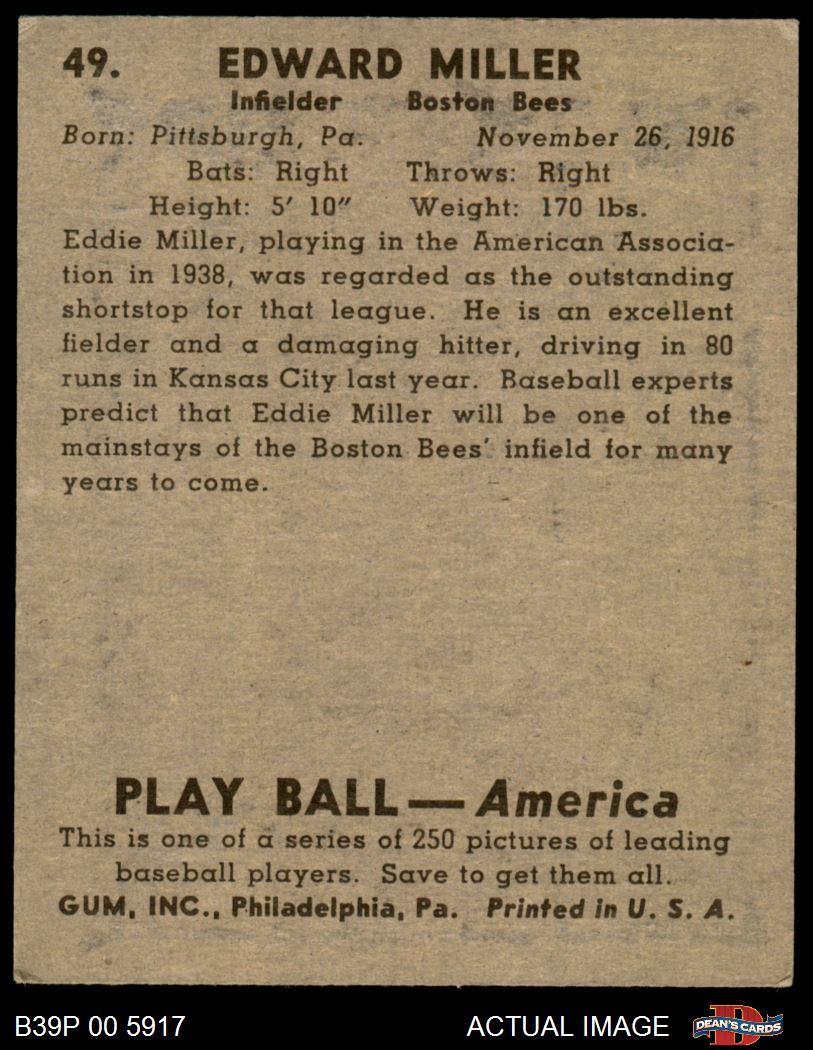 49. EDWARD MILLER
Infielder Boston Bees
Born: Pittsburgh, Pa. November 26, 1916
Bats: Right Throws: Right
Height: 5' 10" Weight: 170 lbs.
Eddie Miller, playing in the American Associa-
tion in 1938, was regarded as the outstanding
shortstop for that league. He is an excellent
fielder and a damaging hitter, driving in 80
runs in Kansas City last year. Baseball experts
predict that Eddie Miller will be one of the
mainstays of the Boston Bees' infield for many
years to come.
PLAY BALL—America
This is one of a series of 250 pictures of leading
baseball players. Save to get them all.
GUM, INC., Philadelphia, Pa. Printed in U. S. A.
B39P 00 5917 ACTUAL IMAGE DEAN'S CARDS